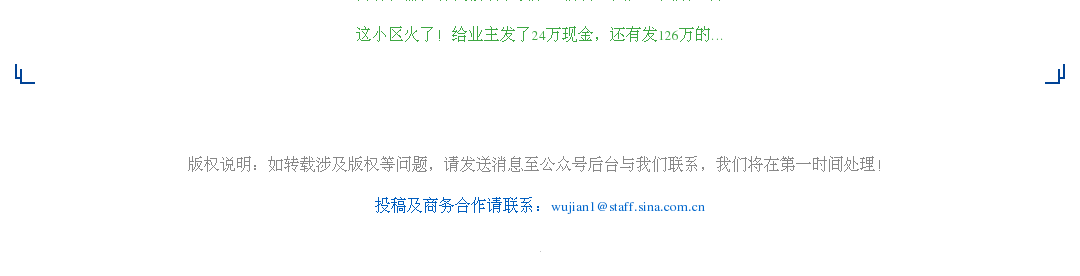 这小区火了！给业主发了24万现金，还有发126万的...
版权说明：如转载涉及版权等问题，请发送消息至公众号后台与我们联系，我们将在第一时间处理！
投稿及商务合作请联系：wujian1@staff.sina.com.cn